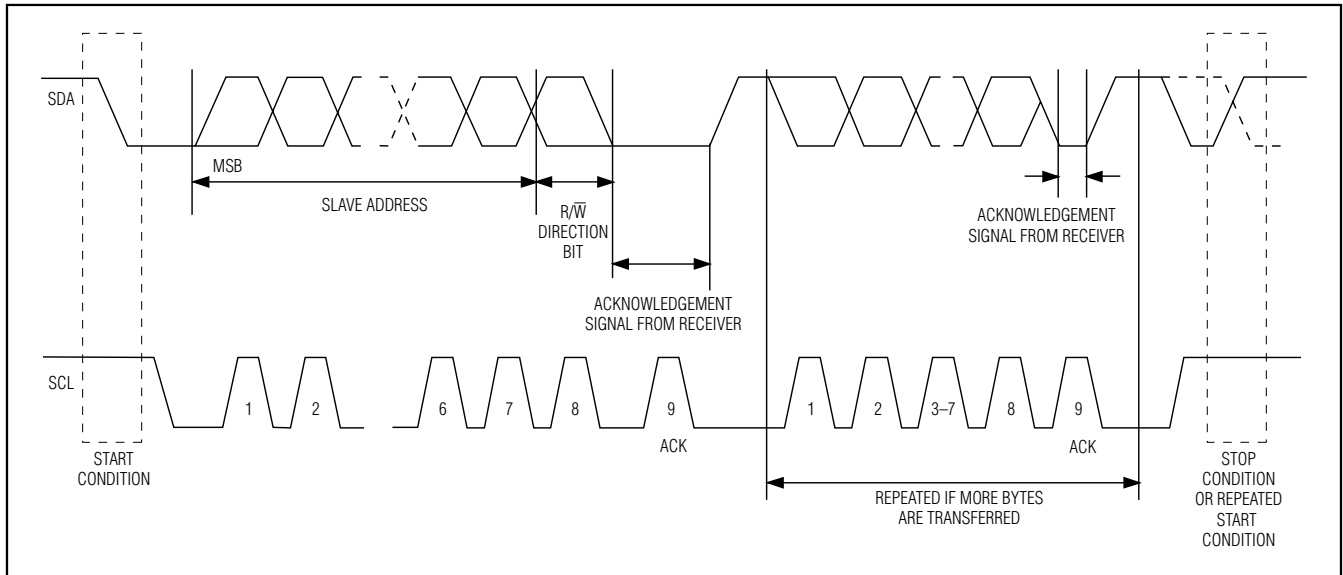 SDA
MSB
SLAVE ADDRESS
R/W̅
DIRECTION
BIT
ACKNOWLEDGEMENT
SIGNAL FROM RECEIVER
ACKNOWLEDGEMENT
SIGNAL FROM RECEIVER
SCL
1
2
6
7
8
9
ACK
1
2
3–7
8
9
ACK
START
CONDITION
REPEATED IF MORE BYTES
ARE TRANSFERRED
STOP
CONDITION
OR REPEATED
START
CONDITION